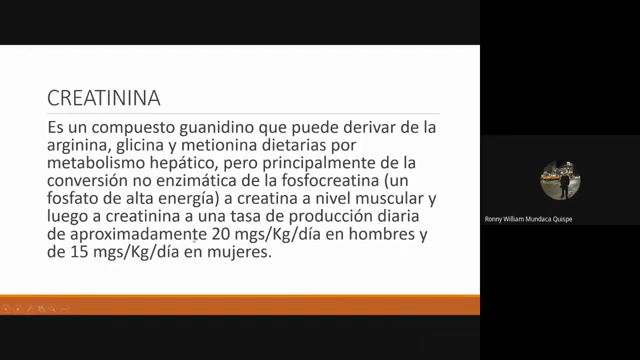 CREATININA
Es un compuesto guanidino que puede derivar de la
arginina, glicina y metionina dietarias por
metabolismo hepático, pero principalmente de la
conversión no enzimática de la fosfocreatina (un
fosfato de alta energía) a creatina a nivel muscular y
luego a creatinina a una tasa de producción diaria
de aproximadamente 20 mgs/Kg/día en hombres y
de 15 mgs/Kg/día en mujeres.
Ronny William Mundaca Quispe